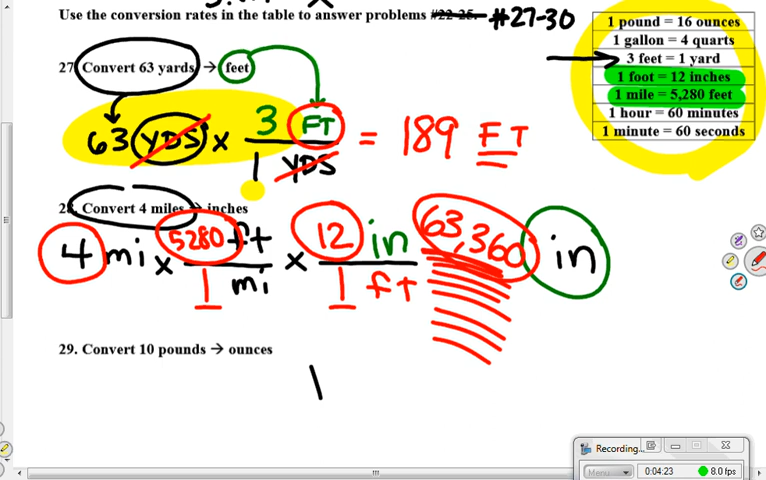 Use the conversion rates in the table to answer problems #22-25. #27-30
1 pound = 16 ounces
1 gallon = 4 quarts
3 feet = 1 yard
1 foot = 12 inches
1 mile = 5,280 feet
1 hour = 60 minutes
1 minute = 60 seconds
27. Convert 63 yards → feet
63 YDS x 3 FT / 1 YDS = 189 FT
28. Convert 4 miles → inches
4 mi x 5280 ft / 1 mi x 12 in / 1 ft 63,360 in
29. Convert 10 pounds → ounces
Recording...
Menu 0:04:23 8.0 fps